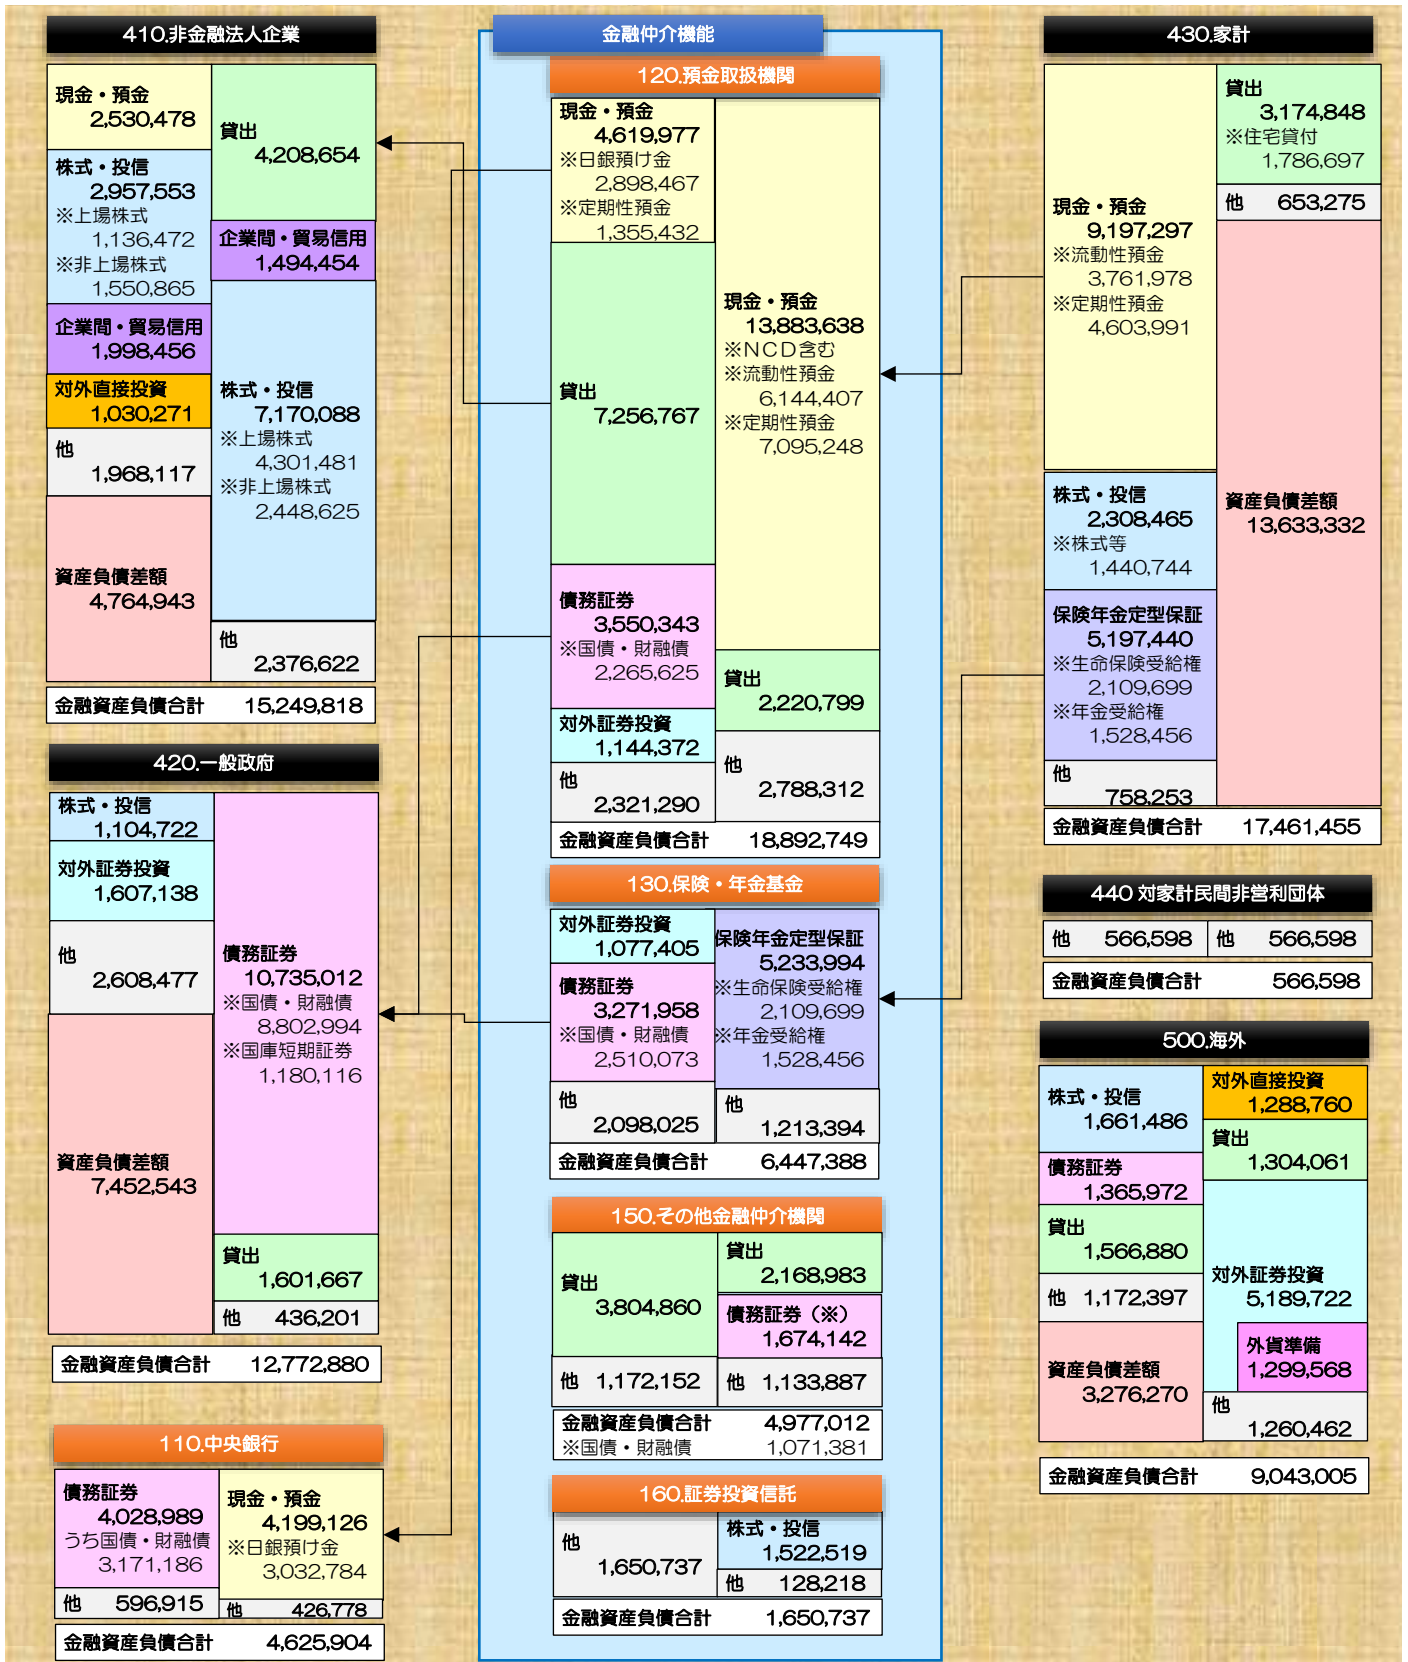 410.非金融法人企業
現金・預金
2,530,478
株式・投信
2,957,553
※上場株式
1,136,472
※非上場株式
1,550,865
企業間・貿易信用
1,998,456
対外直接投資
1,030,271
他
1,968,117
資産負債差額
4,764,943
貸出
4,208,654
企業間・貿易信用
1,494,454
株式・投信
7,170,088
※上場株式
4,301,481
※非上場株式
2,448,625
他
2,376,622
金融資産負債合計 15,249,818
420.一般政府
株式・投信
1,104,722
対外証券投資
1,607,138
他
2,608,477
資産負債差額
7,452,543
債務証券
10,735,012
※国債・財融債
8,802,994
※国庫短期証券
1,180,116
貸出
1,601,667
他 436,201
金融資産負債合計 12,772,880
110.中央銀行
債務証券
4,028,989
うち国債・財融債
3,171,186
他 596,915
現金・預金
4,199,126
※日銀預け金
3,032,784
他 426,778
金融資産負債合計 4,625,904
金融仲介機能
120.預金取扱機関
現金・預金
4,619,977
※日銀預け金
2,898,467
※定期性預金
1,355,432
貸出
7,256,767
債務証券
3,550,343
※国債・財融債
2,265,625
対外証券投資
1,144,372
他
2,321,290
現金・預金
13,883,638
※NCD含む
※流動性預金
6,144,407
※定期性預金
7,095,248
貸出
2,220,799
他
2,788,312
金融資産負債合計 18,892,749
130.保険・年金基金
対外証券投資
1,077,405
債務証券
3,271,958
※国債・財融債
2,510,073
他
2,098,025
保険年金定型保証
5,233,994
※生命保険受給権
2,109,699
※年金受給権
1,528,456
他
1,213,394
金融資産負債合計 6,447,388
150.その他金融仲介機関
貸出
3,804,860
他 1,172,152
貸出
2,168,983
債務証券（※）
1,674,142
他 1,133,887
金融資産負債合計 4,977,012
※国債・財融債 1,071,381
160.証券投資信託
他
1,650,737
株式・投信
1,522,519
他 128,218
金融資産負債合計 1,650,737
430.家計
現金・預金
9,197,297
※流動性預金
3,761,978
※定期性預金
4,603,991
株式・投信
2,308,465
※株式等
1,440,744
保険年金定型保証
5,197,440
※生命保険受給権
2,109,699
※年金受給権
1,528,456
他
758,253
貸出
3,174,848
※住宅貸付
1,786,697
他 653,275
資産負債差額
13,633,332
金融資産負債合計 17,461,455
440 対家計民間非営利団体
他 566,598 他 566,598
金融資産負債合計 566,598
500.海外
株式・投信
1,661,486
債務証券
1,365,972
貸出
1,566,880
他 1,172,397
資産負債差額
3,276,270
対外直接投資
1,288,760
貸出
1,304,061
対外証券投資
5,189,722
外貨準備
1,299,568
他
1,260,462
金融資産負債合計 9,043,005